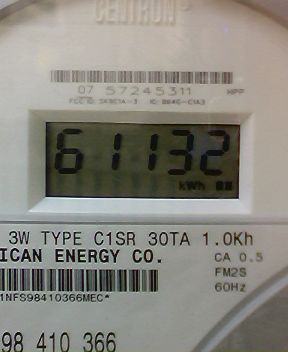 CENTRON®
07 57245311 HPP
61132
kWh
3W TYPE C1SR 30TA 1.0Kh
ICAN ENERGY CO. CA 0.5
FM2S
1NFS98410366MEC* 60Hz
98 410 366